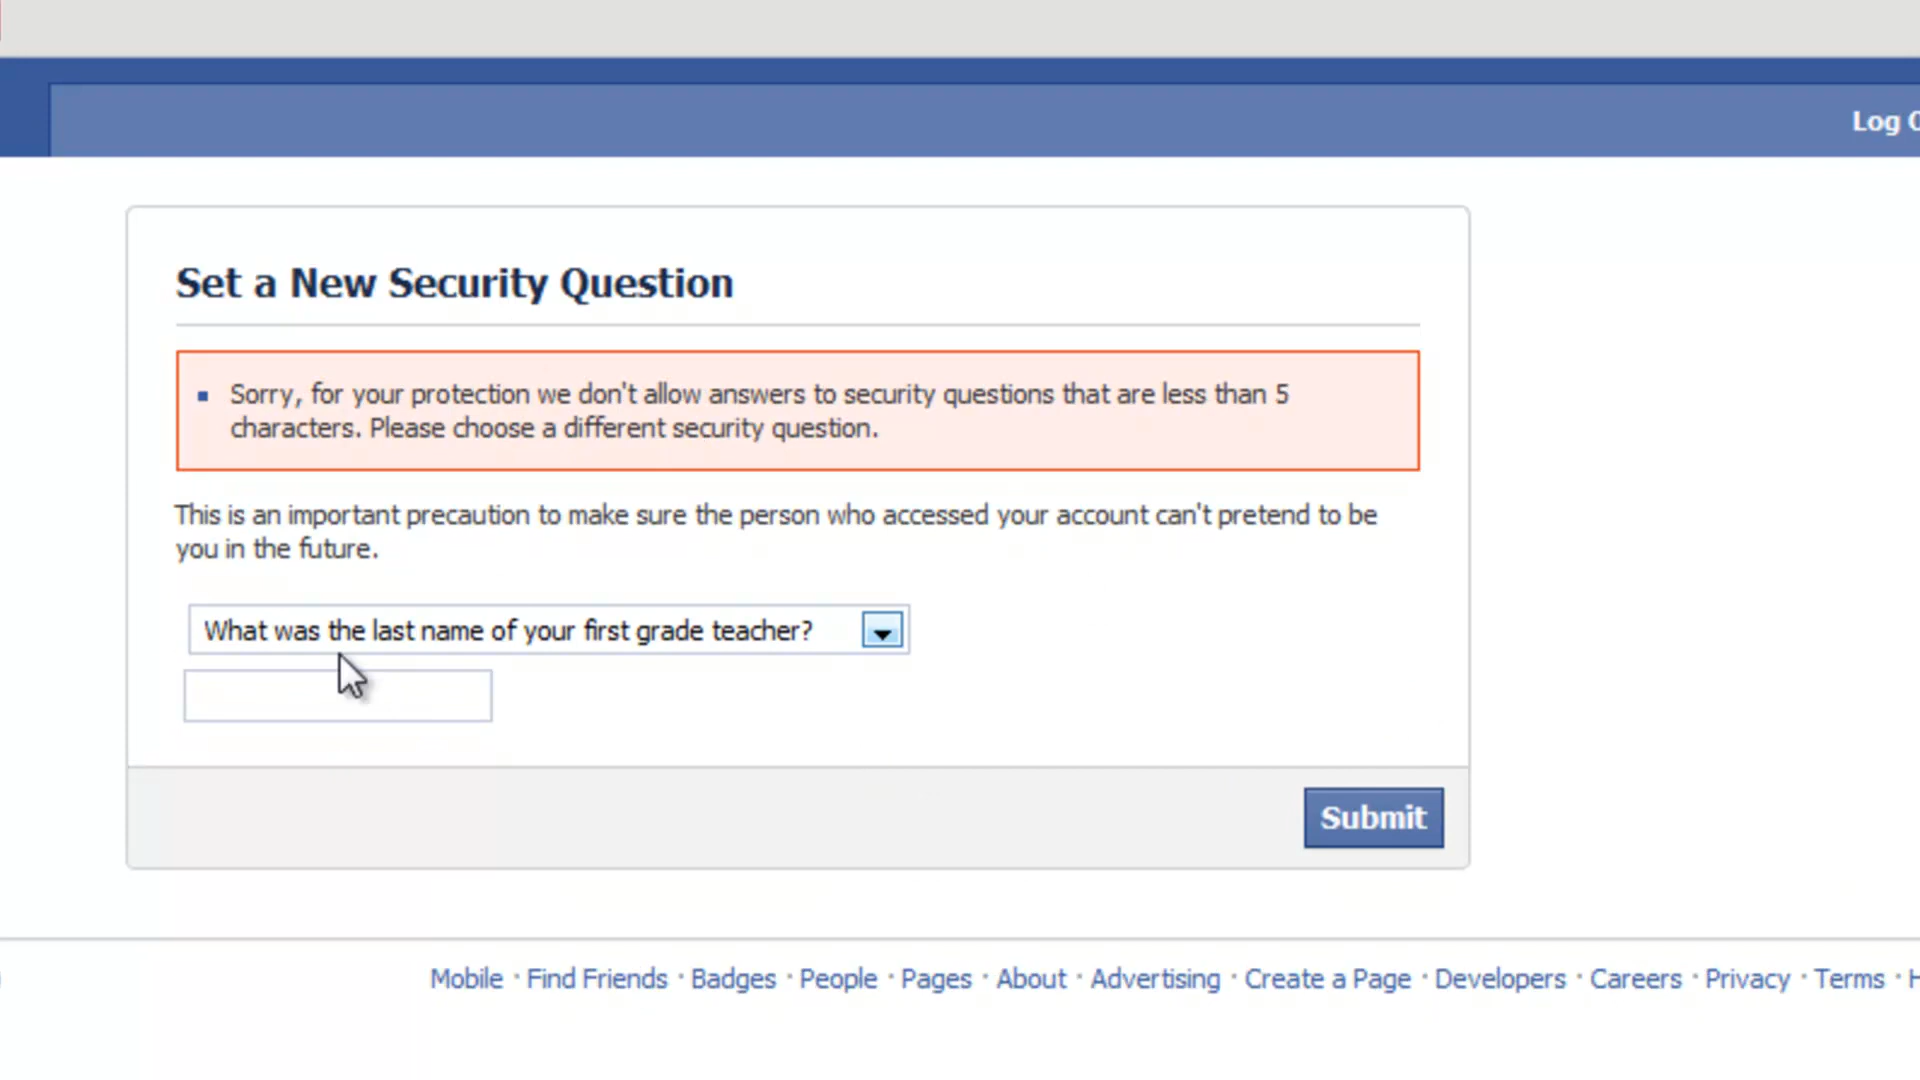 Log
Set a New Security Question
Sorry, for your protection we don't allow answers to security questions that are less than 5
characters. Please choose a different security question.
This is an important precaution to make sure the person who accessed your account can't pretend to be
you in the future.
What was the last name of your first grade teacher?
Submit
Mobile · Find Friends · Badges · People · Pages · About · Advertising · Create a Page · Developers · Careers · Privacy · Terms ·